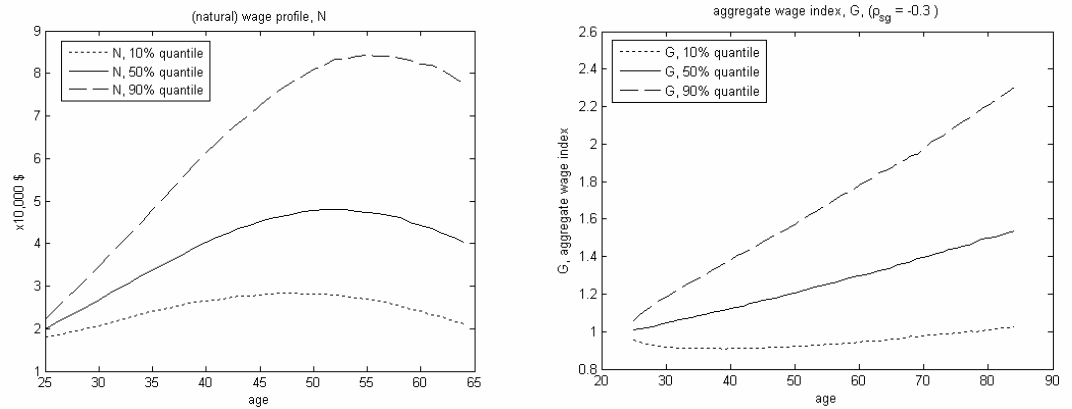 (natural) wage profile, N
9
8
7
6
5
4
3
2
1
x10,000 $
N, 10% quantile
N, 50% quantile
N, 90% quantile
25 30 35 40 45 50 55 60 65
age
aggregate wage index, G, (ρsg = -0.3 )
2.6
2.4
2.2
2
1.8
1.6
1.4
1.2
1
0.8
G, aggregate wage index
G, 10% quantile
G, 50% quantile
G, 90% quantile
20 30 40 50 60 70 80 90
age